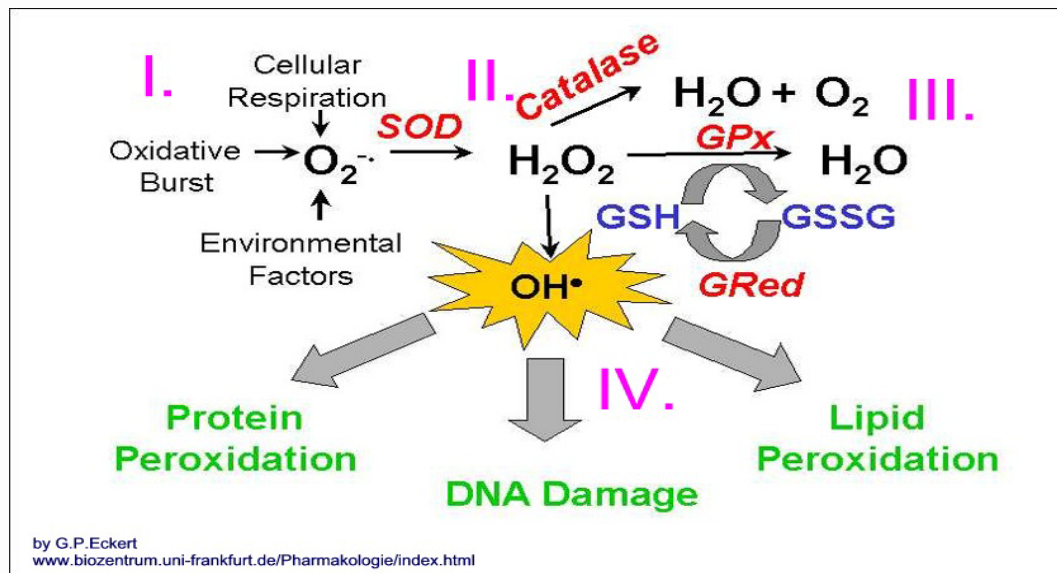 I.
Cellular
Respiration
Oxidative
Burst
O₂⁻•
Environmental
Factors
SOD
II.
H₂O₂
Catalase
H₂O + O₂
III.
GPx
H₂O
GSH
GSSG
GRed
OH•
IV.
Protein
Peroxidation
DNA Damage
Lipid
Peroxidation
by G.P.Eckert
www.biozentrum.uni-frankfurt.de/Pharmakologie/index.html